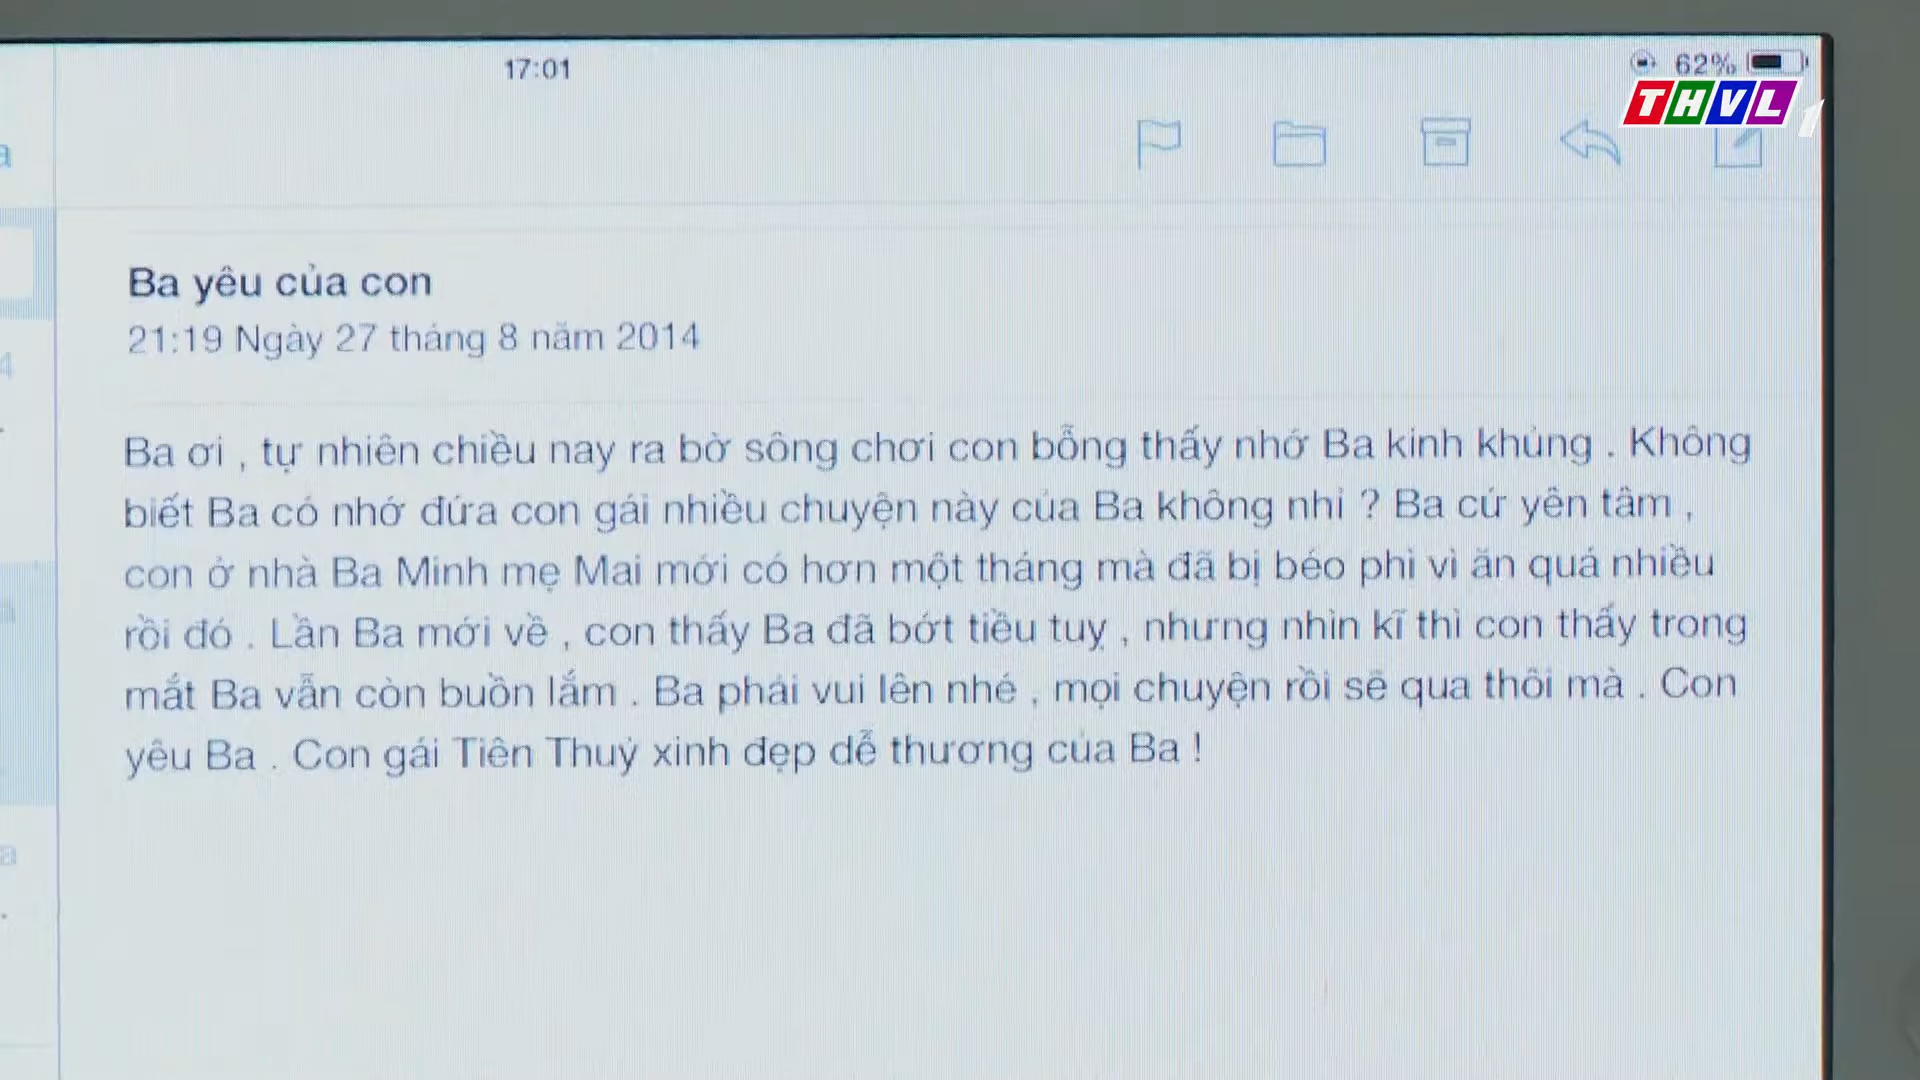 17:01
62%
THVL1
Ba yêu của con
21:19 Ngày 27 tháng 8 năm 2014
Ba ơi , tự nhiên chiều nay ra bờ sông chơi con bỗng thấy nhớ Ba kinh khủng . Không
biết Ba có nhớ đứa con gái nhiều chuyện này của Ba không nhỉ ? Ba cứ yên tâm ,
con ở nhà Ba Minh mẹ Mai mới có hơn một tháng mà đã bị béo phì vì ăn quá nhiều
rồi đó . Lần Ba mới về , con thấy Ba đã bớt tiều tuỵ , nhưng nhìn kĩ thì con thấy trong
mắt Ba vẫn còn buồn lắm . Ba phải vui lên nhé , mọi chuyện rồi sẽ qua thôi mà . Con
yêu Ba . Con gái Tiên Thuỷ xinh đẹp dễ thương của Ba !